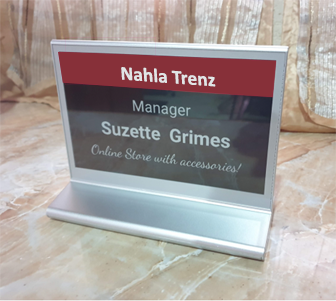 Nahla Trenz
Manager
Suzette Grimes
Online Store with accessories!